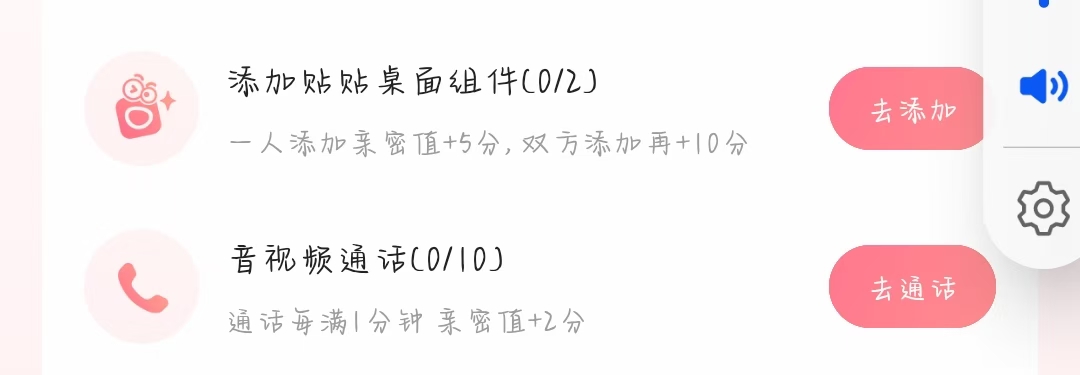 添加贴贴桌面组件(0/2)
一人添加亲密值+5分,双方添加再+10分
去添加
音视频通话(0/10)
通话每满1分钟 亲密值+2分
去通话